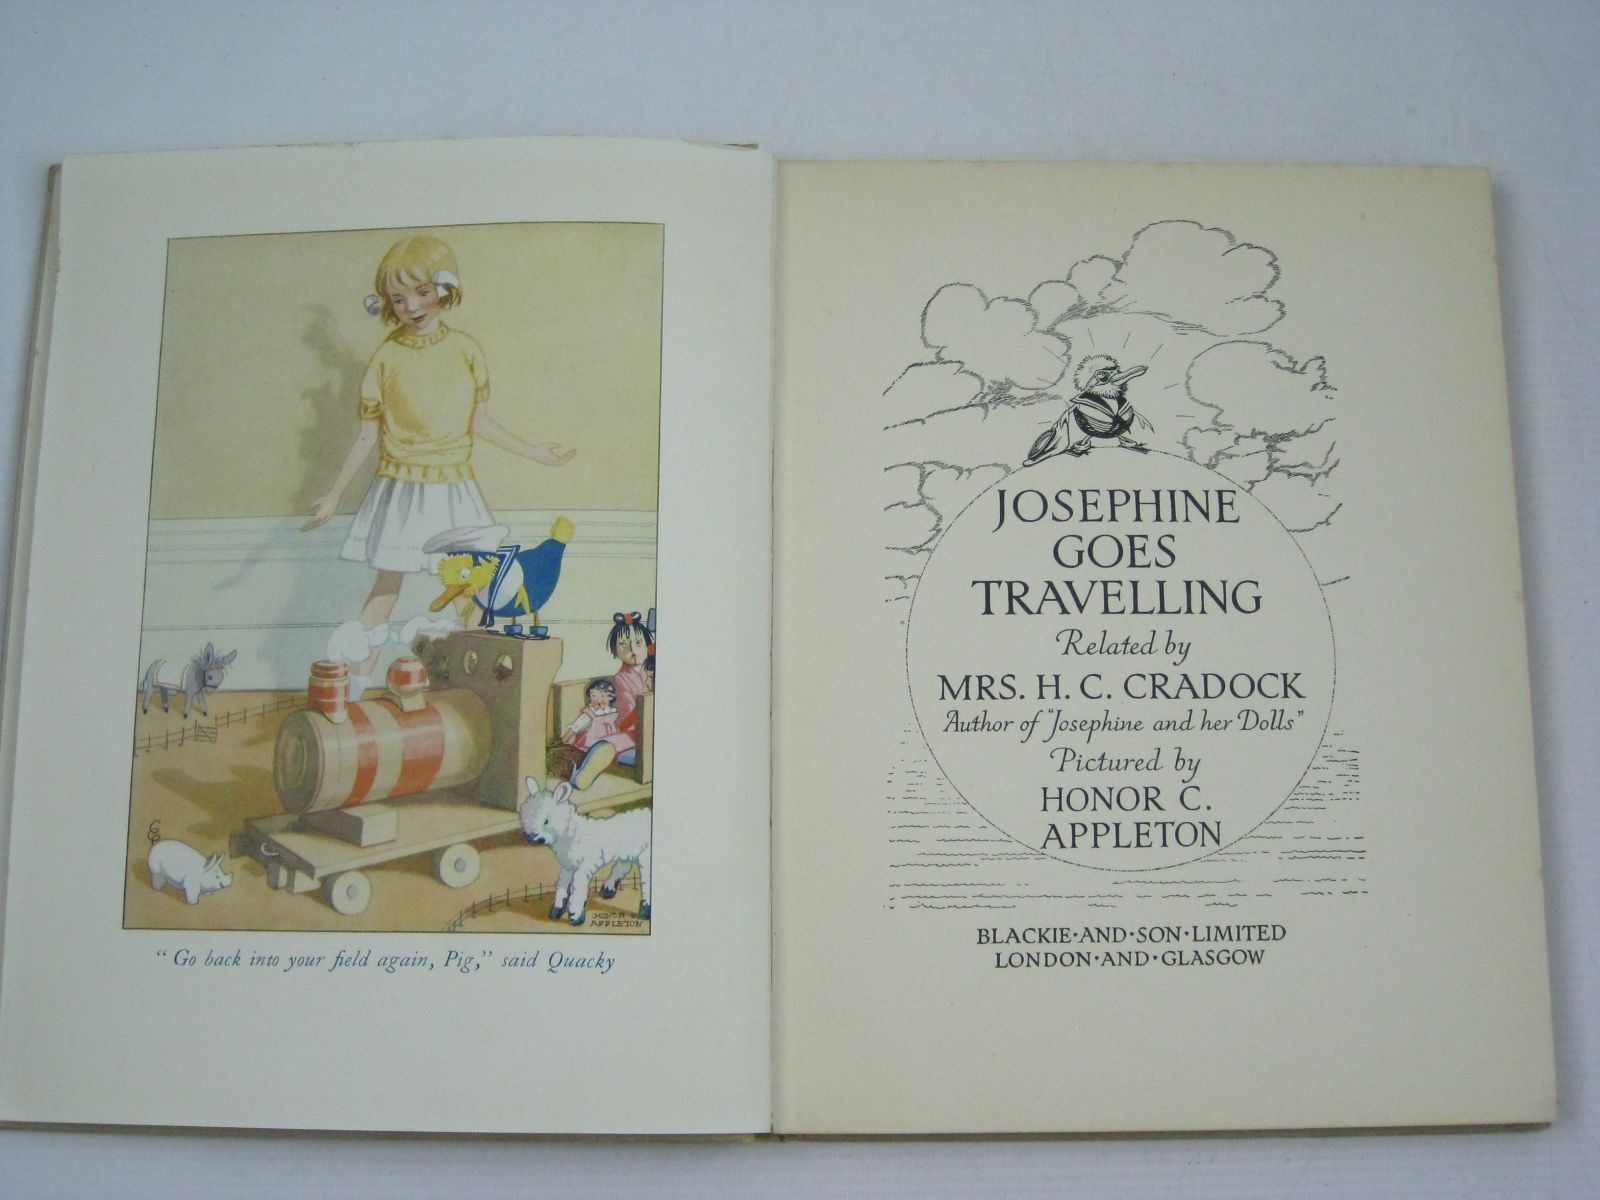 HONOR C.
APPLETON
"Go back into your field again, Pig," said Quacky
JOSEPHINE
GOES
TRAVELLING
Related by
MRS. H. C. CRADOCK
Author of "Josephine and her Dolls"
Pictured by
HONOR C.
APPLETON
BLACKIE·AND·SON·LIMITED
LONDON·AND·GLASGOW